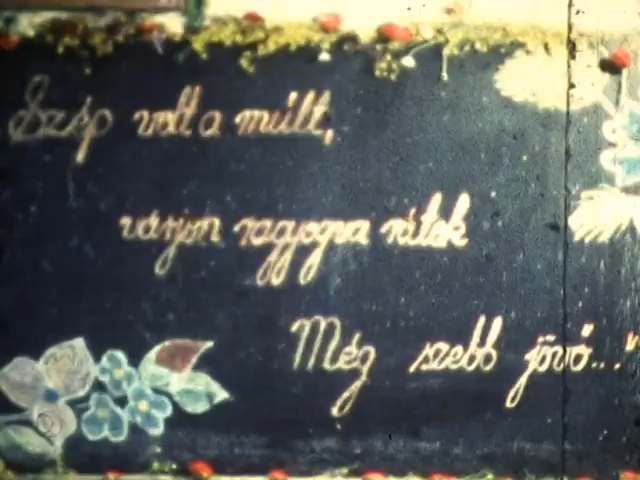 Szép volt a múlt,
várjon ragyogva rátok
Még szebb jövő..."